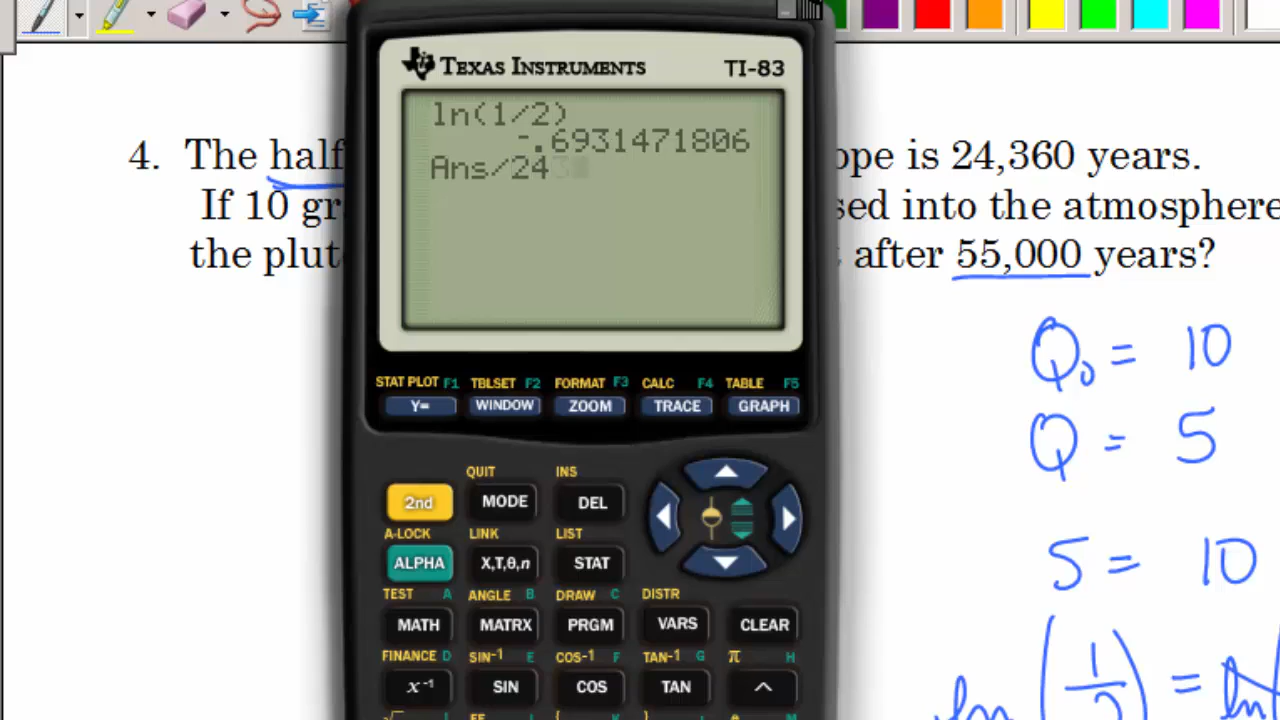 TEXAS INSTRUMENTS TI-83
ln(1/2)
-.6931471806
Ans/243
4. The half ope is 24,360 years.
If 10 gr sed into the atmosphere
the plut after 55,000 years?
Q₀ = 10
Q = 5
5 = 10
ln(1/2) = ln(
STAT PLOT F1 TBLSET F2 FORMAT F3 CALC F4 TABLE F5
Y= WINDOW ZOOM TRACE GRAPH
QUIT INS
2nd MODE DEL
A-LOCK LINK LIST
ALPHA X,T,θ,n STAT
TEST A ANGLE B DRAW C DISTR
MATH MATRX PRGM VARS CLEAR
FINANCE D SIN⁻¹ E COS⁻¹ F TAN⁻¹ G π H
x⁻¹ SIN COS TAN ^